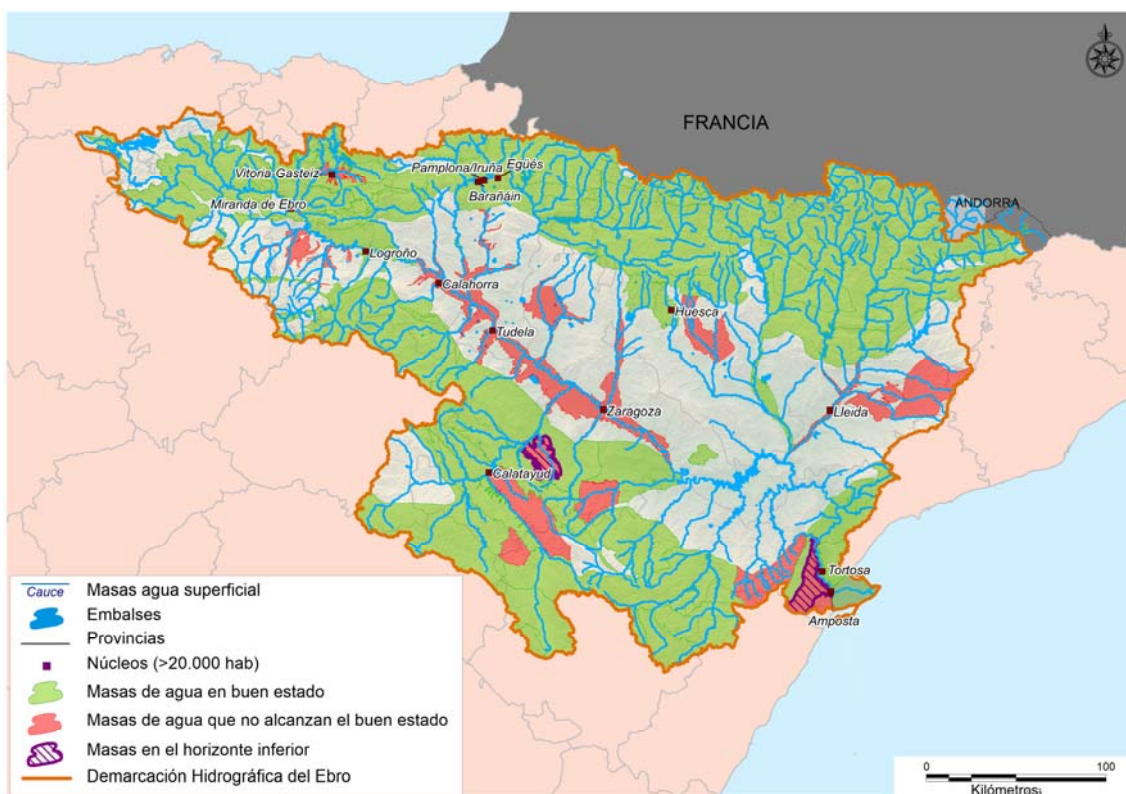 FRANCIA
ANDORRA
Vitoria Gasteiz
Pamplona/Iruña
Egüés
Barañáin
Miranda de Ebro
Logroño
Calahorra
Tudela
Huesca
Zaragoza
Lleida
Calatayud
Tortosa
Amposta
Cauce
Masas agua superficial
Embalses
Provincias
Núcleos (>20.000 hab)
Masas de agua en buen estado
Masas de agua que no alcanzan el buen estado
Masas en el horizonte inferior
Demarcación Hidrográfica del Ebro
0 100
Kilómetros